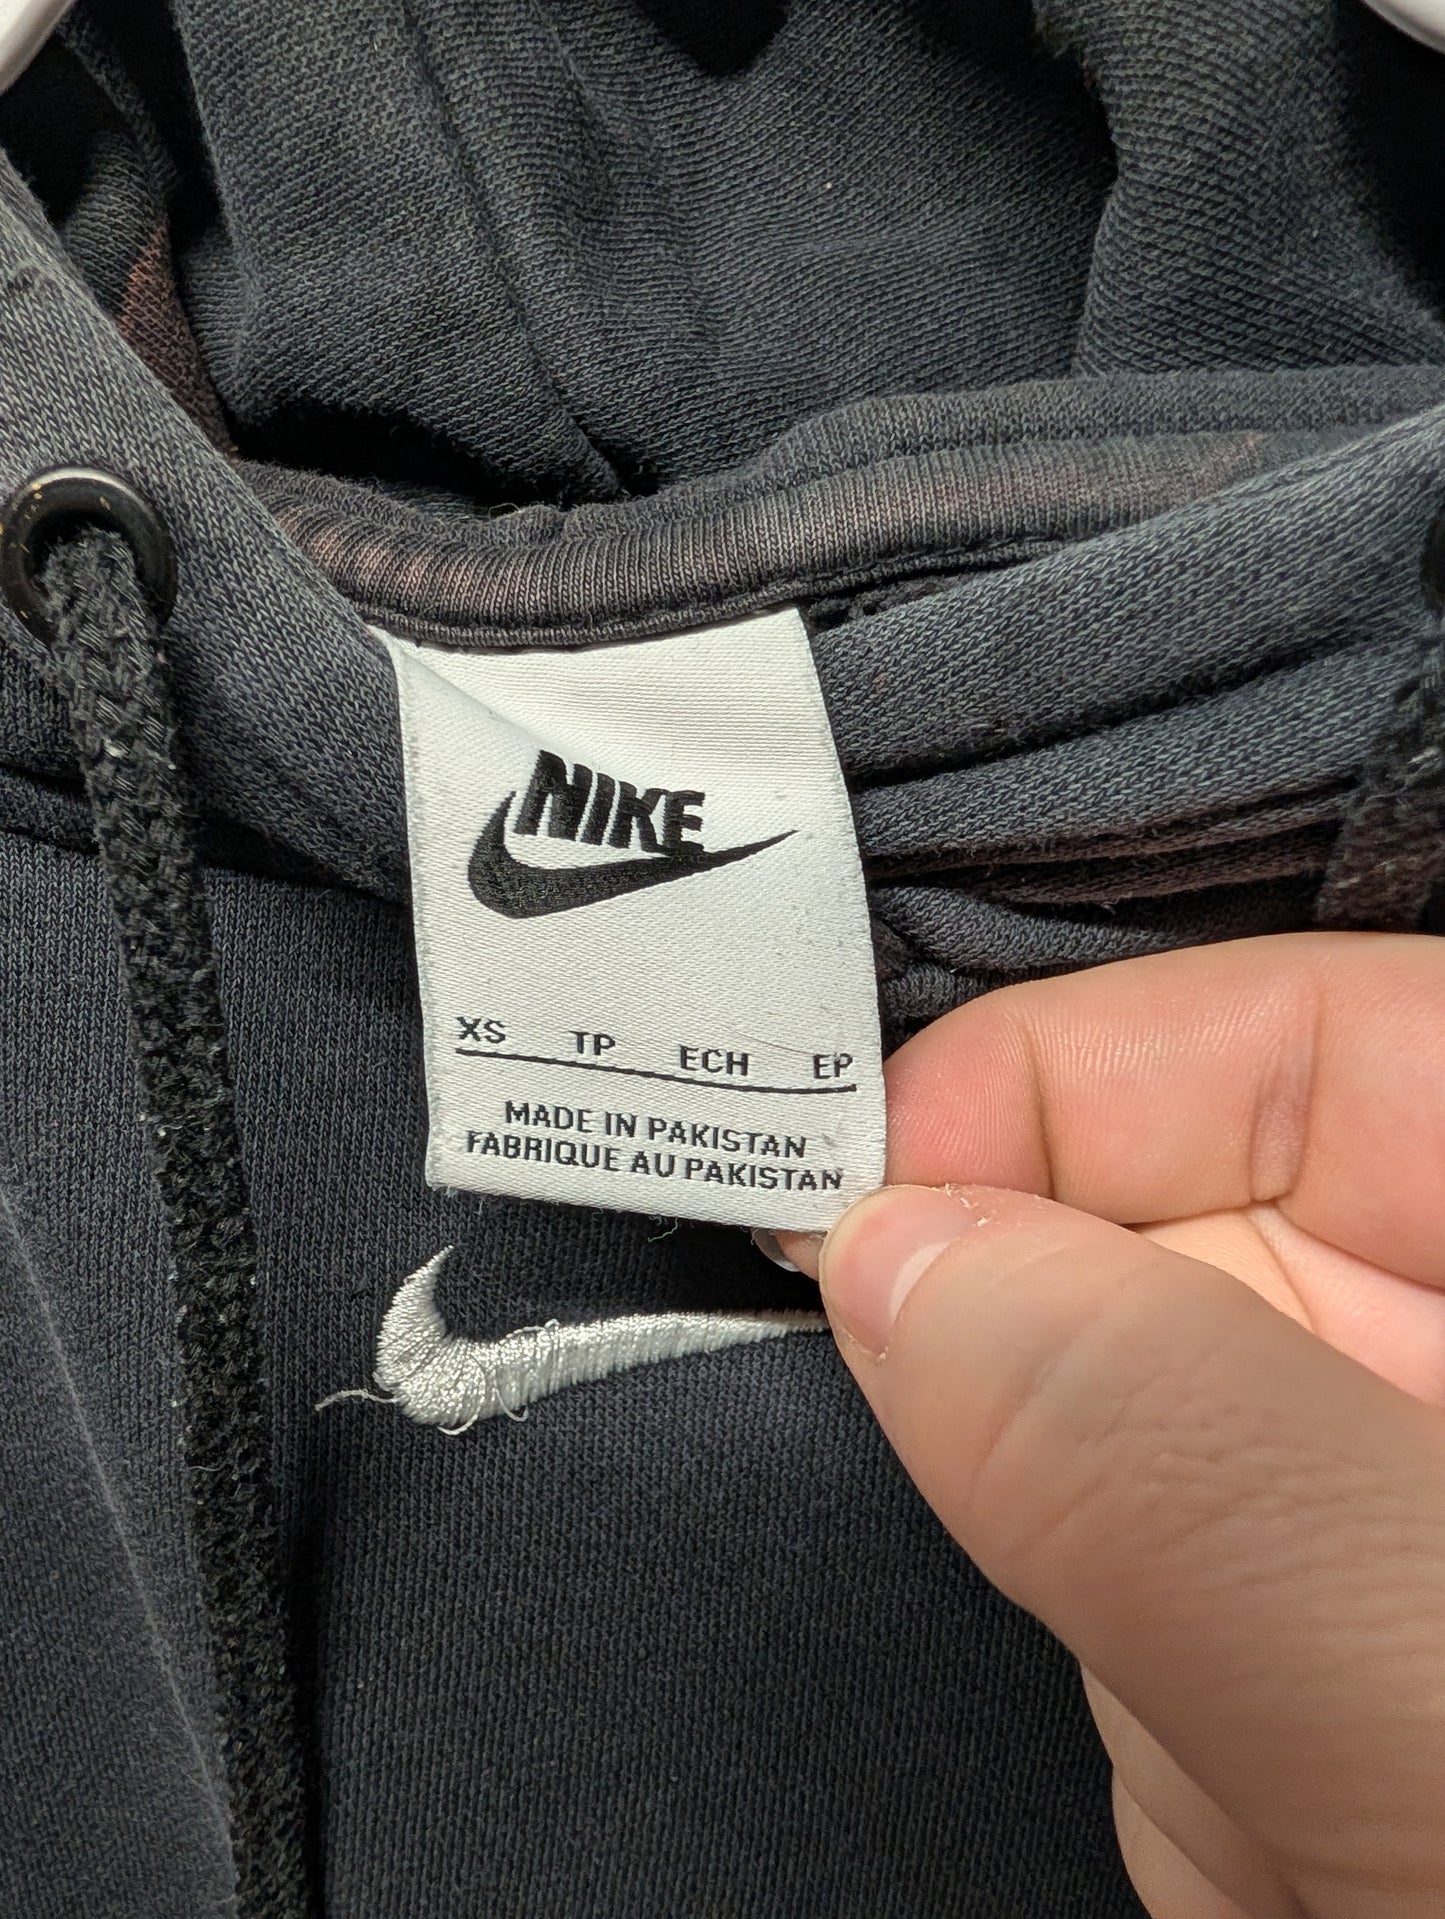 NIKE
XS TP ECH EP
MADE IN PAKISTAN
FABRIQUE AU PAKISTAN